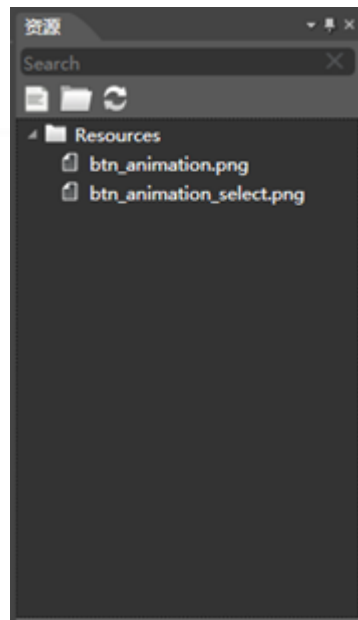 资源
Search
Resources
btn_animation.png
btn_animation_select.png